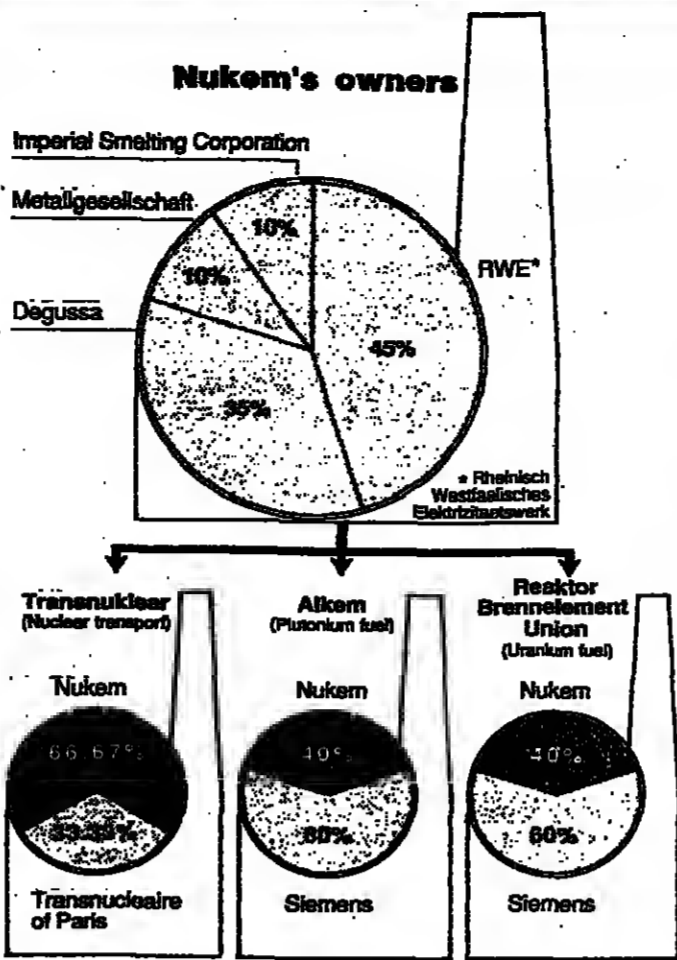 Nukem's owners
Imperial Smelting Corporation
Metallgesellschaft
Degussa
10%
10%
35%
45%
RWE*
* Rheinisch
Westfaelisches
Elektrizitaetswerk
Transnuklear
(Nuclear transport)
Nukem
66.67%
33.33%
Transnucleaire
of Paris
Alkem
(Plutonium fuel)
Nukem
40%
60%
Siemens
Reaktor
Brennelement
Union
(Uranium fuel)
Nukem
40%
60%
Siemens